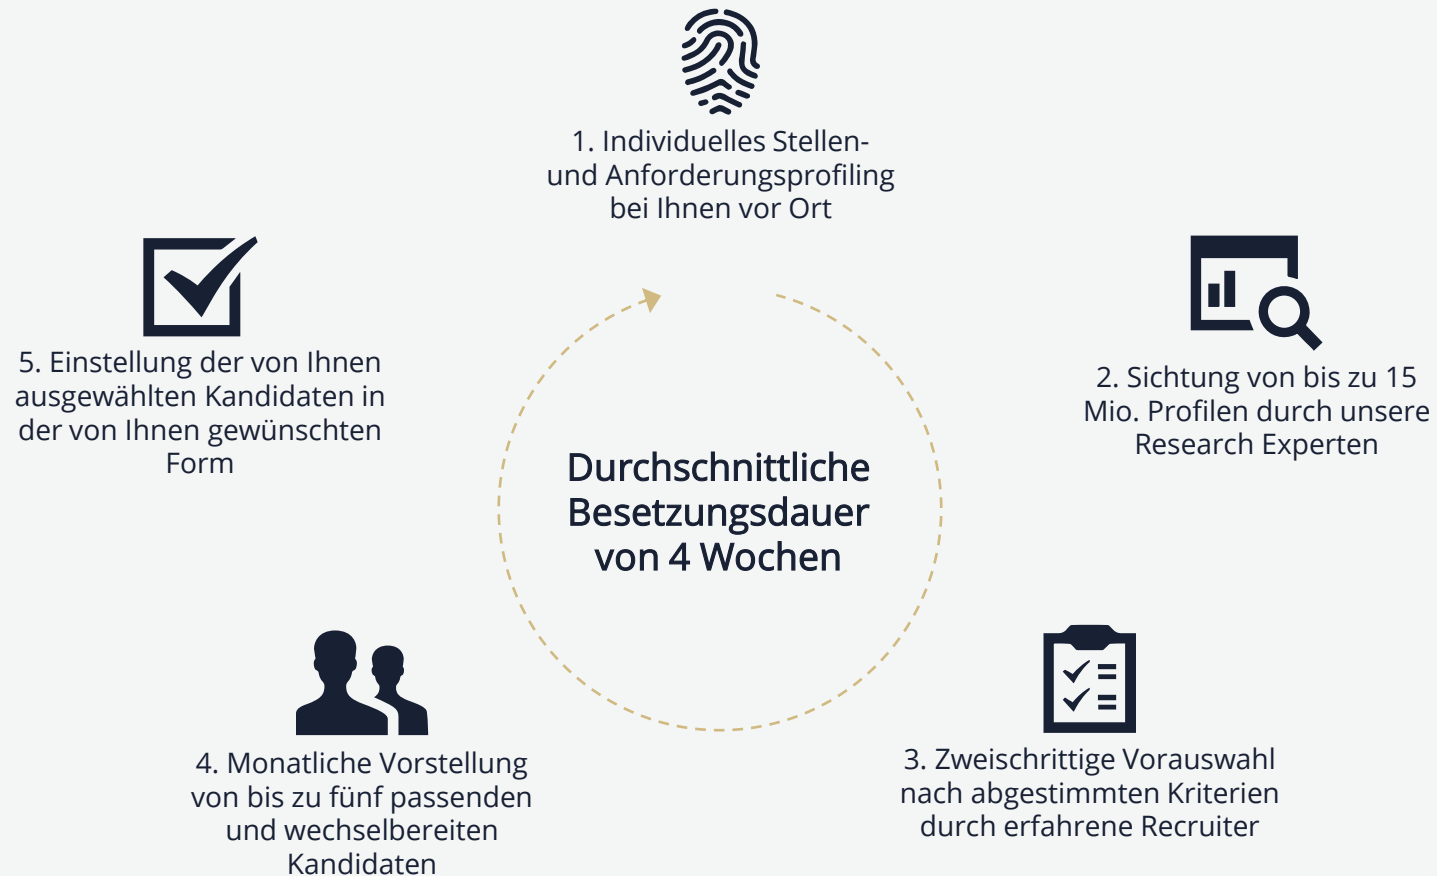 1. Individuelles Stellen-
und Anforderungsprofiling
bei Ihnen vor Ort
2. Sichtung von bis zu 15
Mio. Profilen durch unsere
Research Experten
3. Zweischrittige Vorauswahl
nach abgestimmten Kriterien
durch erfahrene Recruiter
4. Monatliche Vorstellung
von bis zu fünf passenden
und wechselbereiten
Kandidaten
5. Einstellung der von Ihnen
ausgewählten Kandidaten in
der von Ihnen gewünschten
Form
Durchschnittliche
Besetzungsdauer
von 4 Wochen